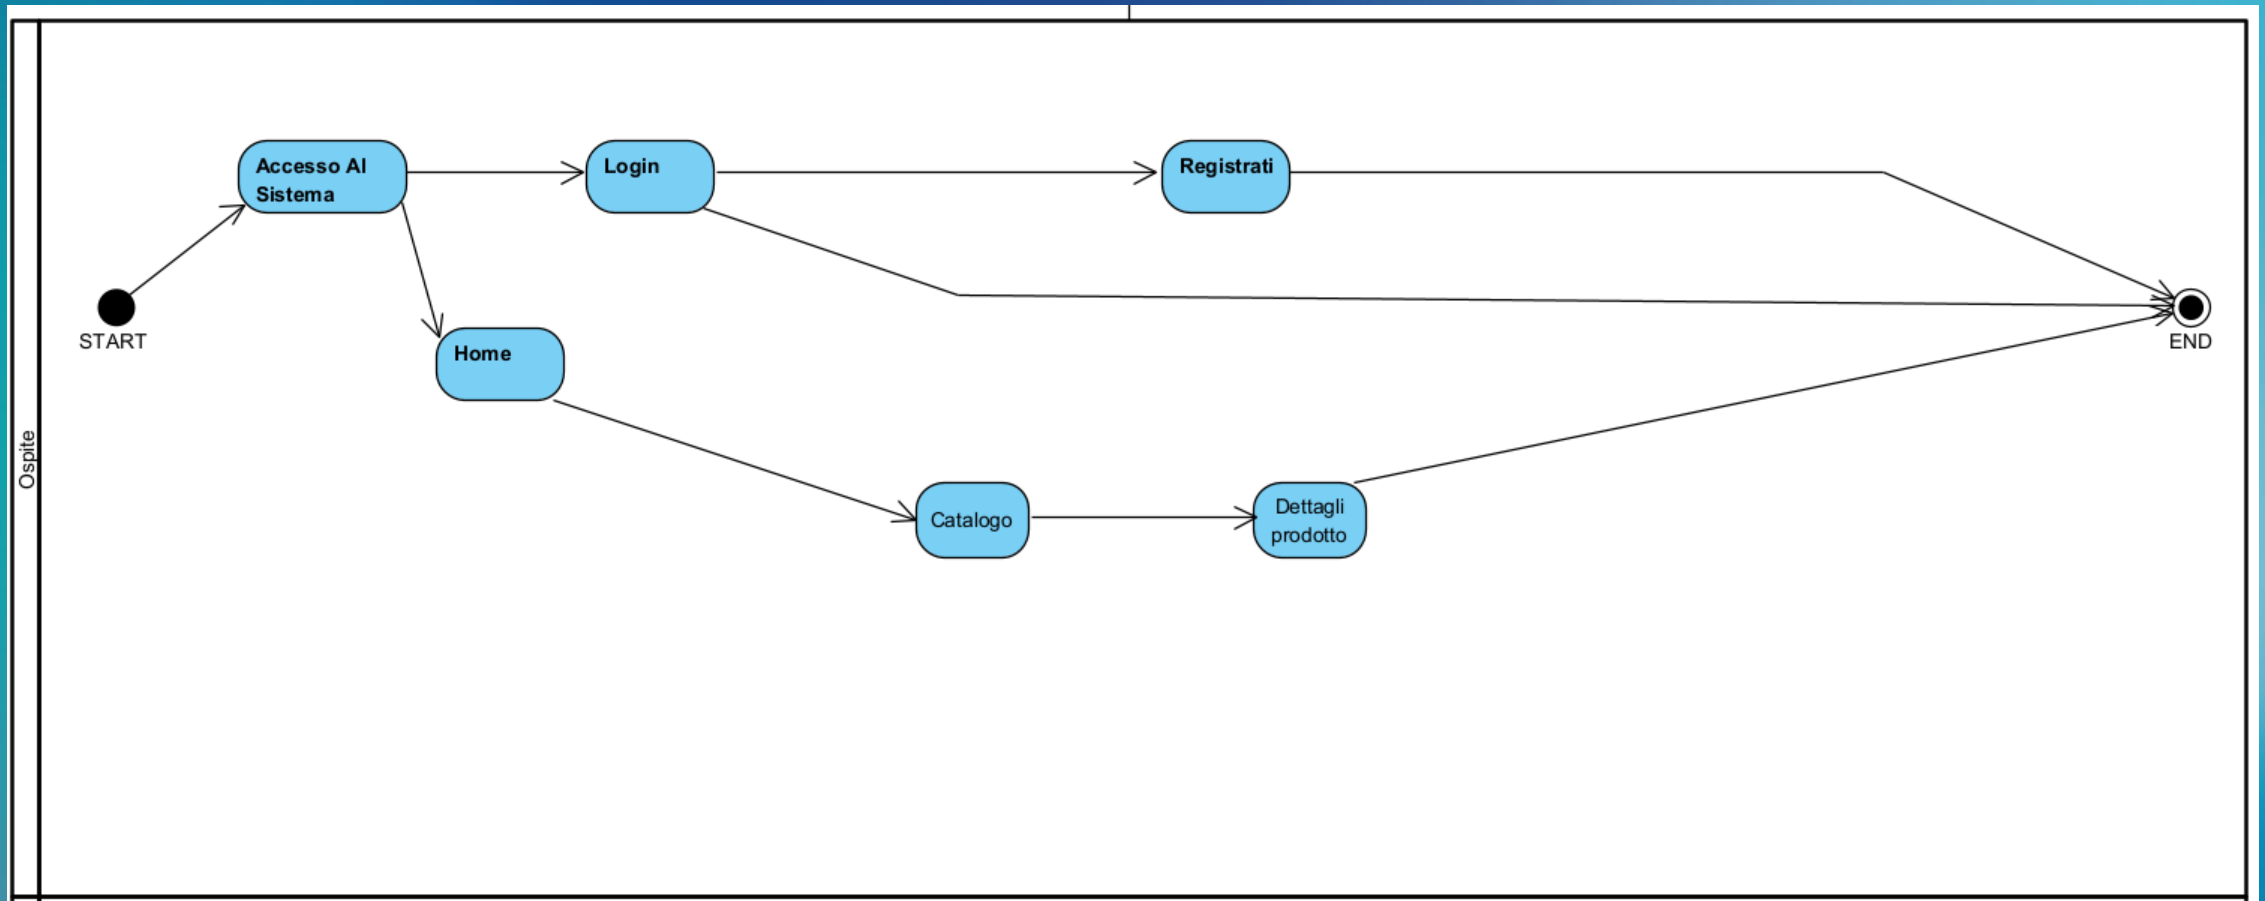 Accesso Al
Sistema
Login
Registrati
START
END
Home
Ospite
Catalogo
Dettagli
prodotto